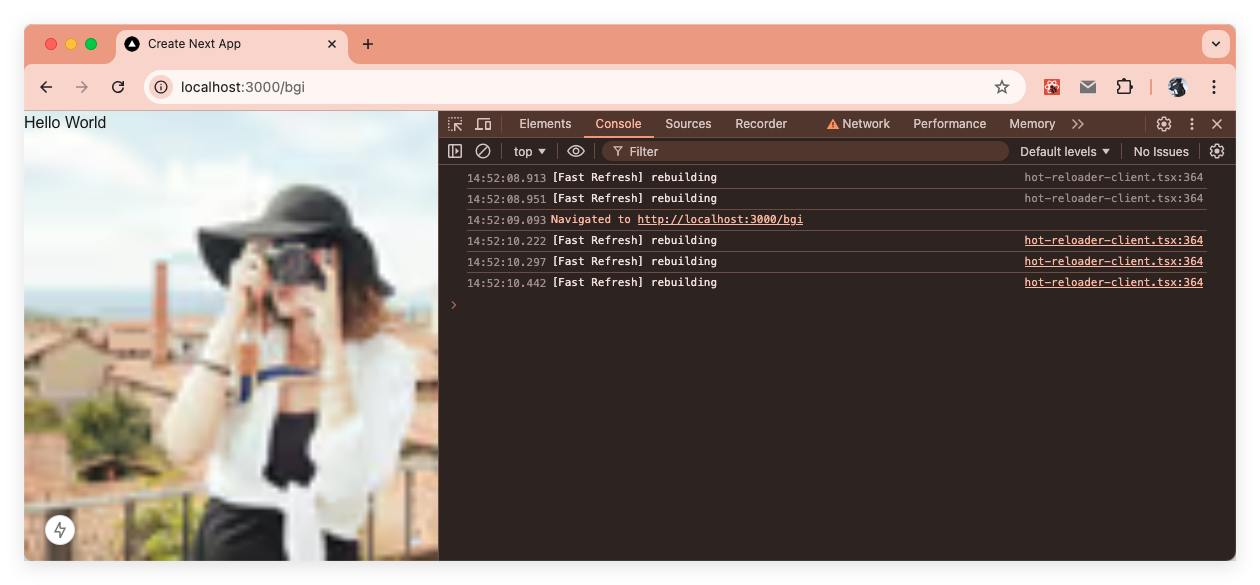 Create Next App
localhost:3000/bgi
Hello World
Elements Console Sources Recorder Network Performance Memory
top Filter Default levels No Issues
14:52:08.913 [Fast Refresh] rebuilding hot-reloader-client.tsx:364
14:52:08.951 [Fast Refresh] rebuilding hot-reloader-client.tsx:364
14:52:09.093 Navigated to http://localhost:3000/bgi
14:52:10.222 [Fast Refresh] rebuilding hot-reloader-client.tsx:364
14:52:10.297 [Fast Refresh] rebuilding hot-reloader-client.tsx:364
14:52:10.442 [Fast Refresh] rebuilding hot-reloader-client.tsx:364